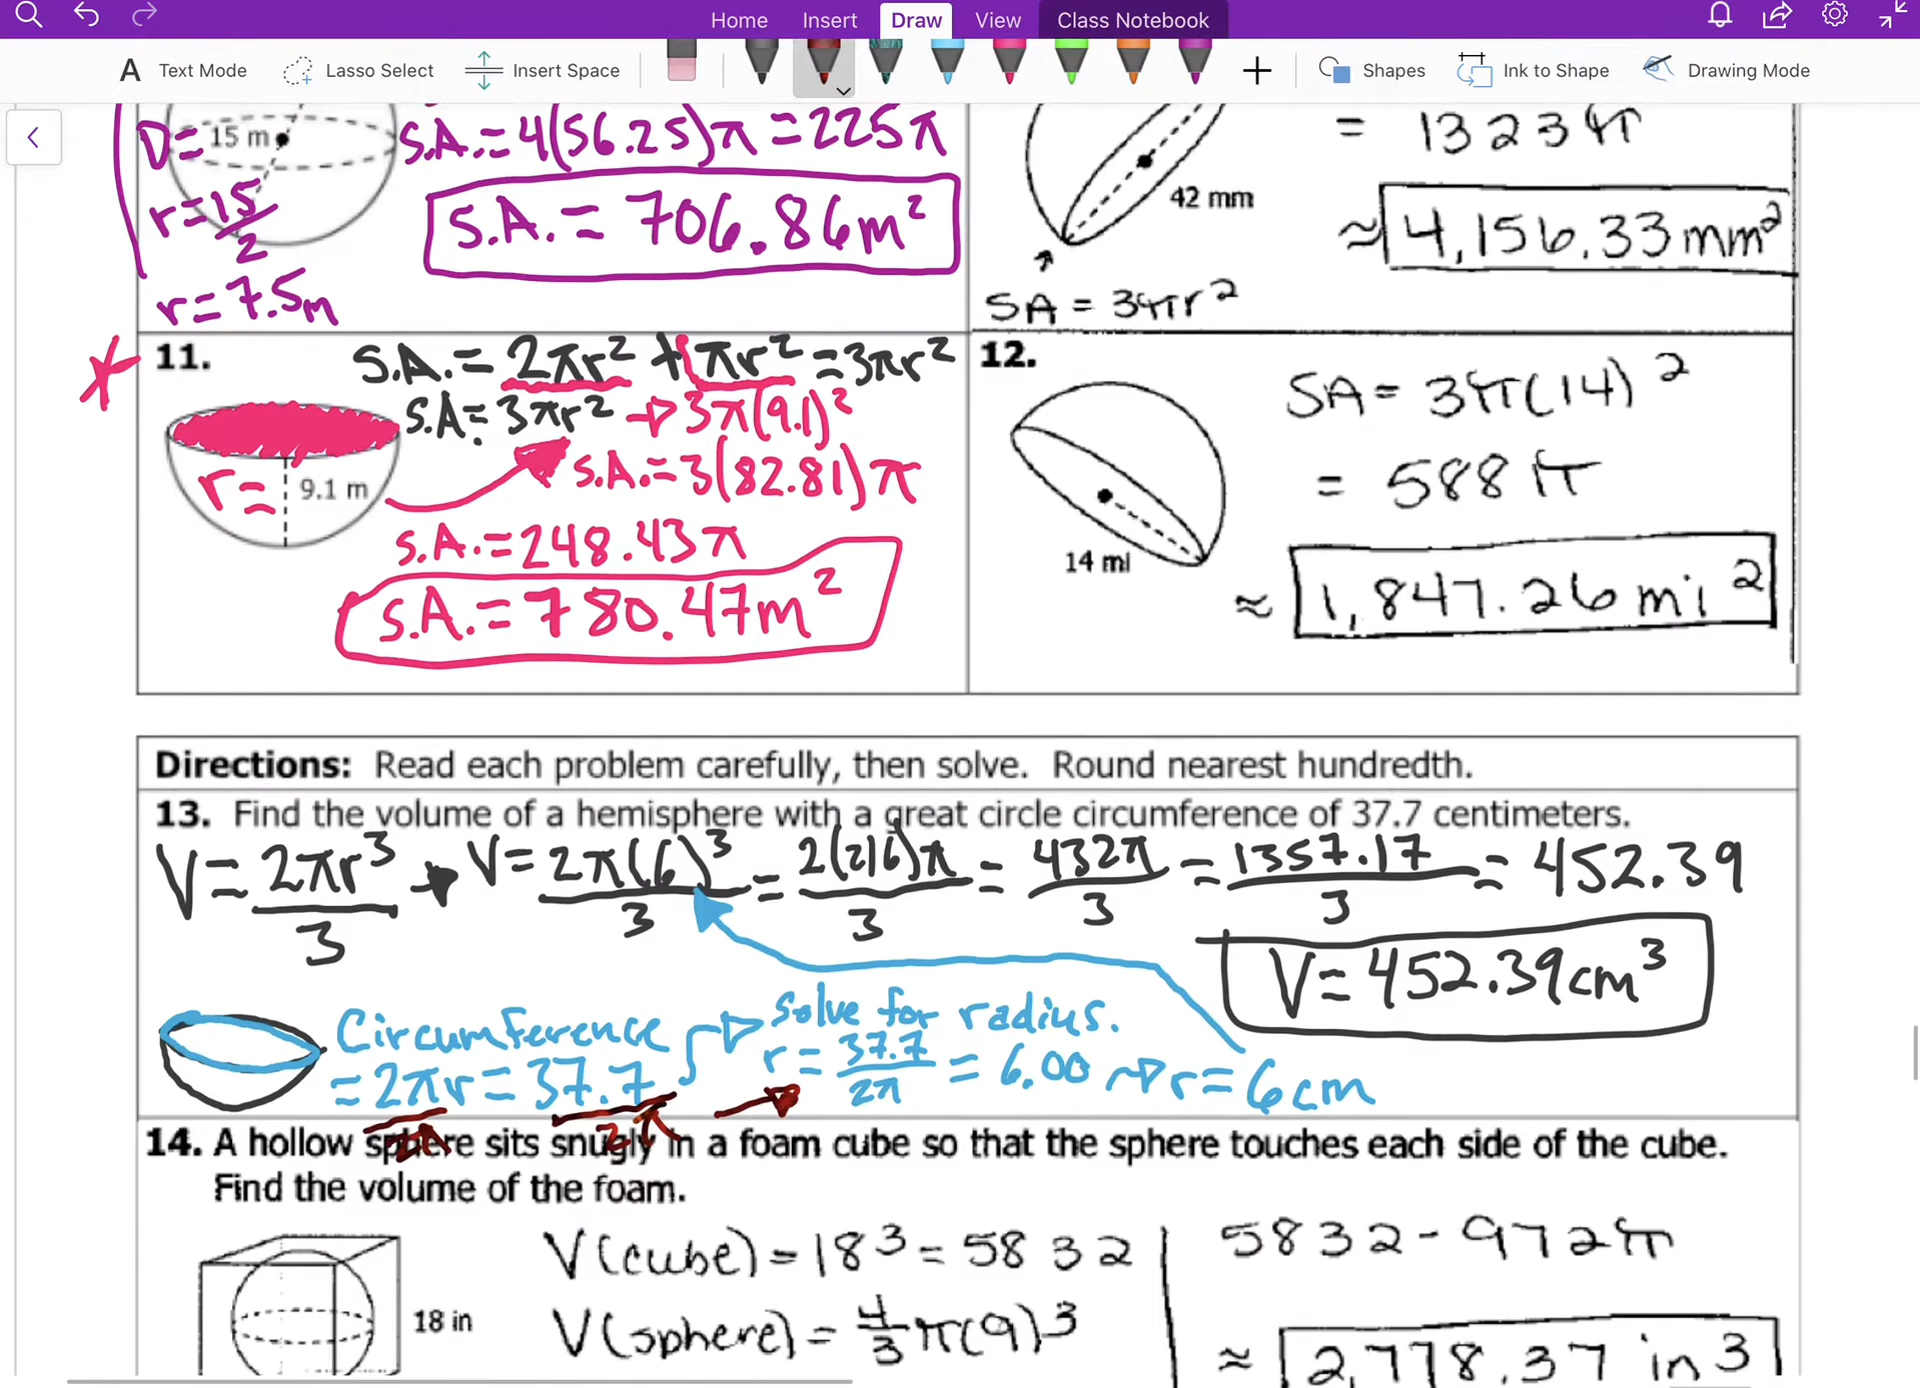 Home Insert Draw View Class Notebook
A Text Mode Lasso Select Insert Space Shapes Ink to Shape Drawing Mode
D= 15 m
r=15/2
r=7.5m
S.A.=4(56.25)π=225π
S.A.= 706.86m²
42 mm
SA = 3πr²
= 1323π
≈ 4,156.33mm²
11.
S.A.= 2πr² + πr² =3πr²
S.A=3πr² → 3π(9.1)²
r= 9.1 m
S.A.=3(82.81)π
S.A.=248.43π
S.A.=780.47m²
12.
SA= 3π(14)²
= 588π
14 mi
≈ 1,847.26 mi²
Directions: Read each problem carefully, then solve. Round nearest hundredth.
13. Find the volume of a hemisphere with a great circle circumference of 37.7 centimeters.
V=2πr³/3 → V=2π(6)³/3 = 2(216)π/3 = 432π/3 = 1357.17/3 = 452.39
V=452.39cm³
Circumference
=2πr=37.7
2π 2π
Solve for radius.
r= 37.7/2π = 6.00 → r=6cm
14. A hollow sphere sits snugly in a foam cube so that the sphere touches each side of the cube.
Find the volume of the foam.
18 in
V(cube)=18³=5832
V(sphere)=4/3π(9)³
5832-972π
≈ 2,778.37 in3